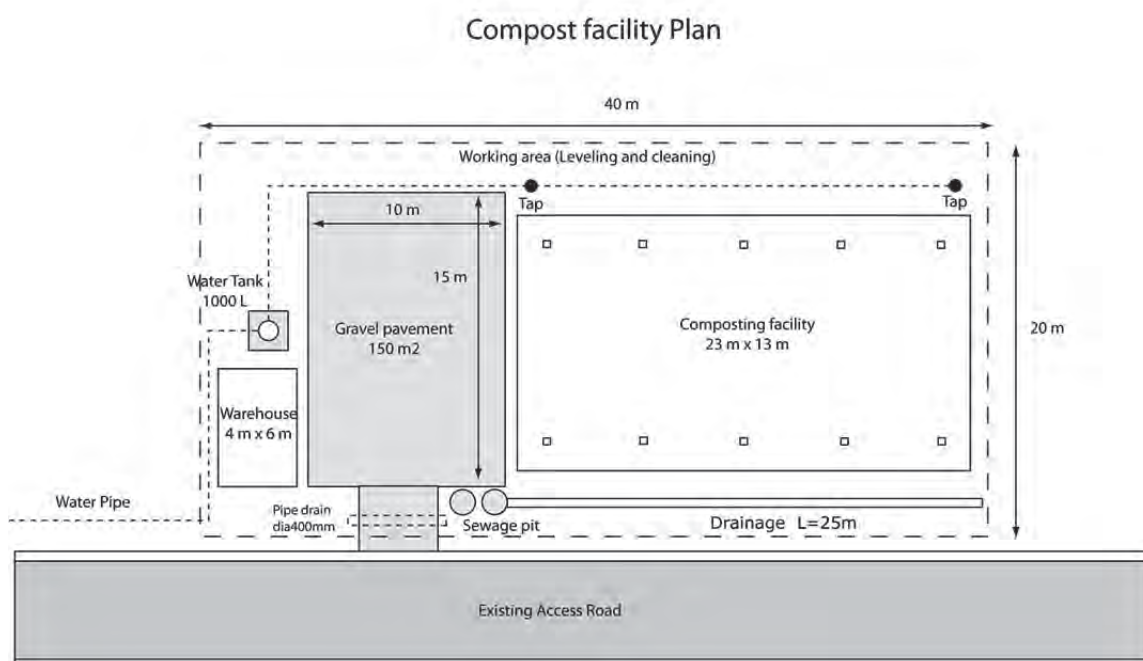 Compost facility Plan
40 m
Working area (Leveling and cleaning)
Tap
Tap
10 m
15 m
Water Tank
1000 L
Gravel pavement
150 m2
Composting facility
23 m x 13 m
20 m
Warehouse
4 m x 6 m
Water Pipe
Pipe drain
dia400mm
Sewage pit
Drainage L=25m
Existing Access Road